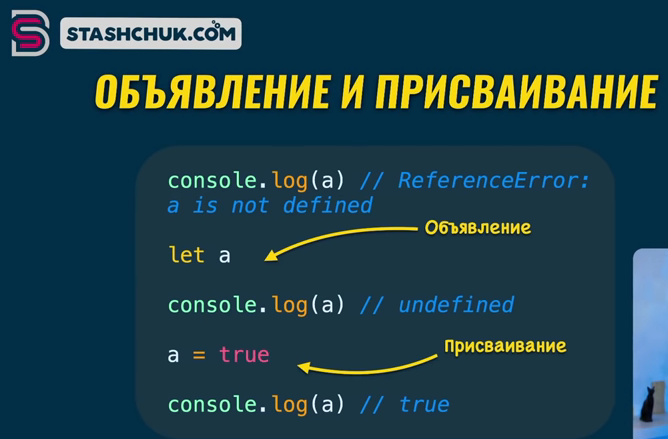 STASHCHUK.COM
ОБЪЯВЛЕНИЕ И ПРИСВАИВАНИЕ
console.log(a) // ReferenceError:
a is not defined
Объявление
let a
console.log(a) // undefined
Присваивание
a = true
console.log(a) // true